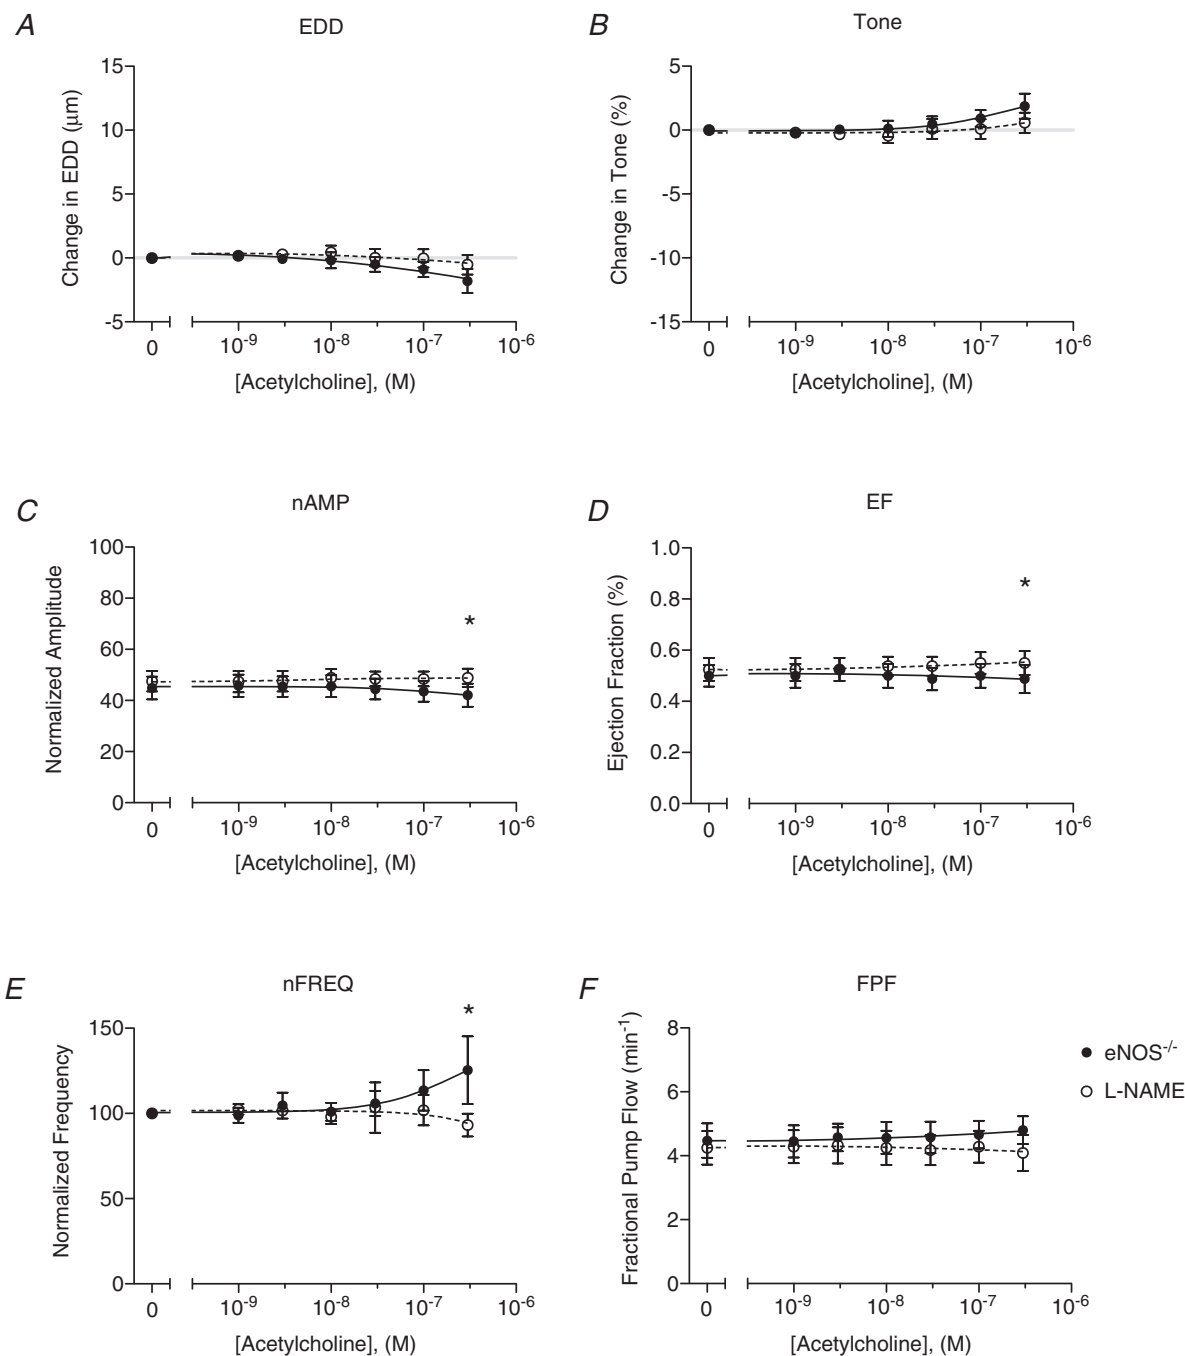 A
EDD
Change in EDD (µm)
15
10
5
0
-5
0
10-9
10-8
10-7
10-6
[Acetylcholine], (M)
B
Tone
Change in Tone (%)
5
0
-5
-10
-15
0
10-9
10-8
10-7
10-6
[Acetylcholine], (M)
C
nAMP
Normalized Amplitude
100
80
60
40
20
0
*
0
10-9
10-8
10-7
10-6
[Acetylcholine], (M)
D
EF
Ejection Fraction (%)
1.0
0.8
0.6
0.4
0.2
0.0
*
0
10-9
10-8
10-7
10-6
[Acetylcholine], (M)
E
nFREQ
Normalized Frequency
150
100
50
0
*
0
10-9
10-8
10-7
10-6
[Acetylcholine], (M)
F
FPF
Fractional Pump Flow (min-1)
8
6
4
2
0
0
10-9
10-8
10-7
10-6
[Acetylcholine], (M)
eNOS-/-
L-NAME